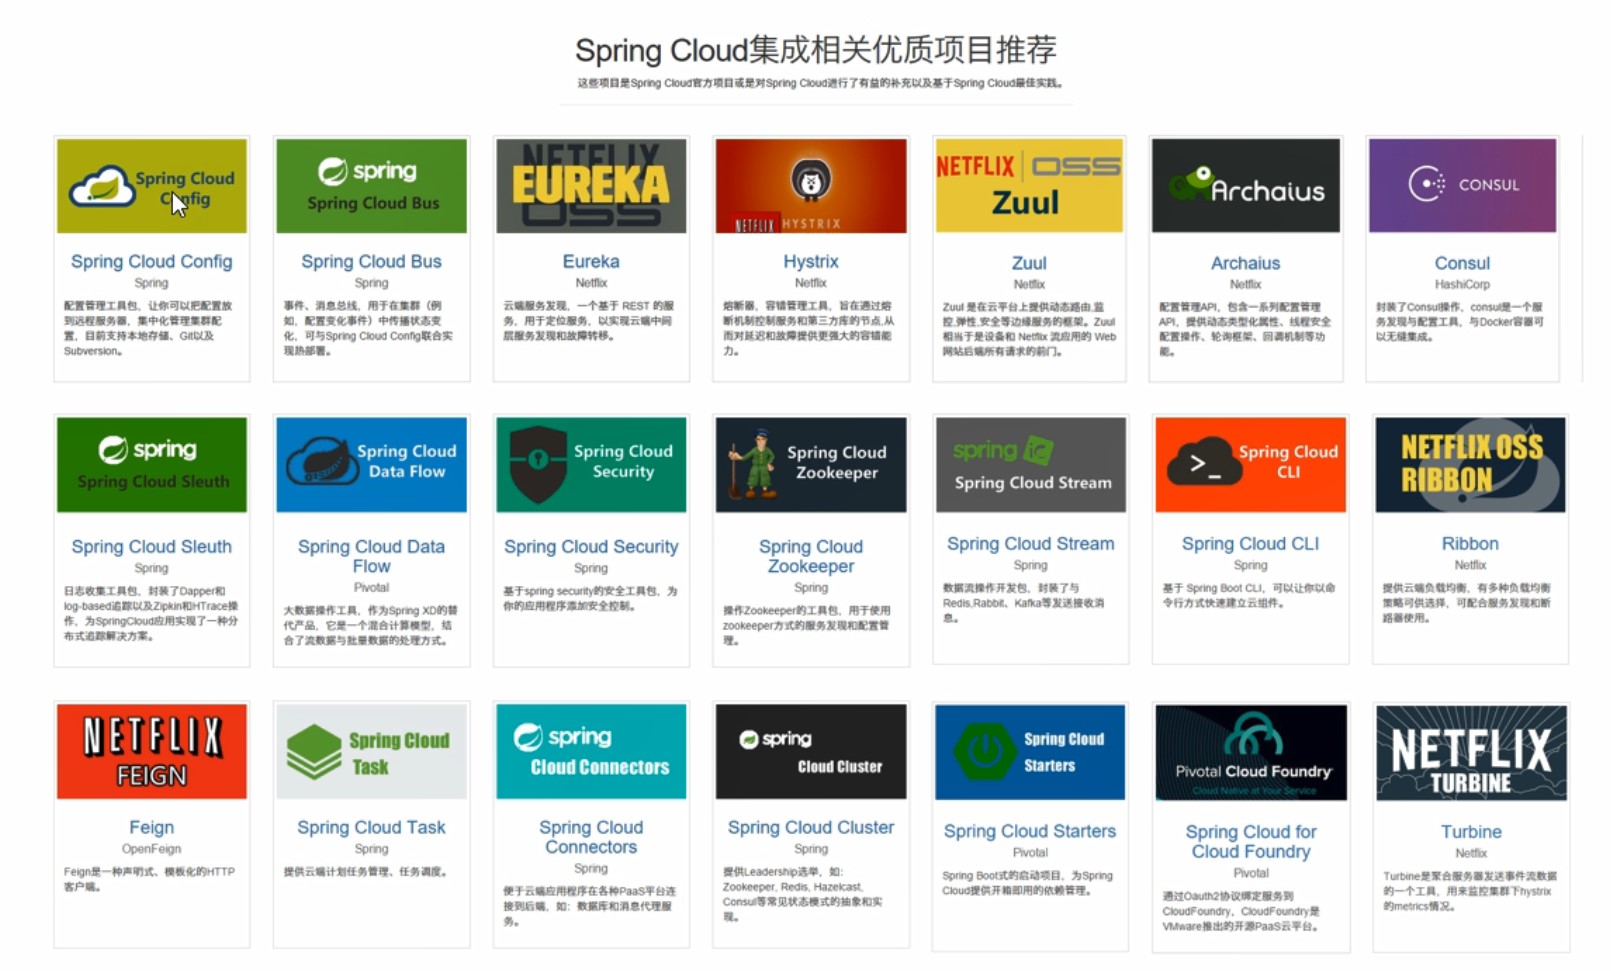 Spring Cloud集成相关优质项目推荐
这些项目是Spring Cloud官方项目或是对Spring Cloud进行了有益的补充以及基于Spring Cloud最佳实践。
Spring Cloud
Config
Spring Cloud Config
Spring
配置管理工具包，让你可以把配置放
到远程服务器，集中化管理集群配
置，目前支持本地存储、Git以及
Subversion。
spring
Spring Cloud Bus
Spring Cloud Bus
Spring
事件、消息总线，用于在集群（例
如，配置变化事件）中传播状态变
化，可与Spring Cloud Config联合实
现热部署。
NETFLIX
EUREKA
OSS
Eureka
Netflix
云端服务发现，一个基于 REST 的服
务，用于定位服务，以实现云端中间
层服务发现和故障转移。
NETFLIX HYSTRIX
Hystrix
Netflix
熔断器，容错管理工具，旨在通过熔
断机制控制服务和第三方库的节点,从
而对延迟和故障提供更强大的容错能
力。
NETFLIX OSS
Zuul
Zuul
Netflix
Zuul 是在云平台上提供动态路由,监
控,弹性,安全等边缘服务的框架。Zuul
相当于是设备和 Netflix 流应用的 Web
网站后端所有请求的前门。
Archaius
Archaius
Netflix
配置管理API，包含一系列配置管理
API，提供动态类型化属性、线程安全
配置操作、轮询框架、回调机制等功
能。
CONSUL
Consul
HashiCorp
封装了Consul操作，consul是一个服
务发现与配置工具，与Docker容器可
以无缝集成。
spring
Spring Cloud Sleuth
Spring Cloud Sleuth
Spring
日志收集工具包，封装了Dapper和
log-based追踪以及Zipkin和HTrace操
作，为SpringCloud应用实现了一种分
布式追踪解决方案。
Spring Cloud
Data Flow
Spring Cloud Data
Flow
Pivotal
大数据操作工具，作为Spring XD的替
代产品，它是一个混合计算模型，结
合了流数据与批量数据的处理方式。
Spring Cloud
Security
Spring Cloud Security
Spring
基于spring security的安全工具包，为
你的应用程序添加安全控制。
Spring Cloud
Zookeeper
Spring Cloud
Zookeeper
Spring
操作Zookeeper的工具包，用于使用
zookeeper方式的服务发现和配置管
理。
spring
Spring Cloud Stream
Spring Cloud Stream
Spring
数据流操作开发包，封装了与
Redis,Rabbit、Kafka等发送接收消
息。
Spring Cloud
CLI
Spring Cloud CLI
Spring
基于 Spring Boot CLI，可以让你以命
令行方式快速建立云组件。
NETFLIX OSS
RIBBON
Ribbon
Netflix
提供云端负载均衡，有多种负载均衡
策略可供选择，可配合服务发现和断
路器使用。
NETFLIX
FEIGN
Feign
OpenFeign
Feign是一种声明式、模板化的HTTP
客户端。
Spring Cloud
Task
Spring Cloud Task
Spring
提供云端计划任务管理、任务调度。
spring
Cloud Connectors
Spring Cloud
Connectors
Spring
便于云端应用程序在各种PaaS平台连
接到后端，如：数据库和消息代理服
务。
spring
Cloud Cluster
Spring Cloud Cluster
Spring
提供Leadership选举，如：
Zookeeper, Redis, Hazelcast,
Consul等常见状态模式的抽象和实
现。
Spring Cloud
Starters
Spring Cloud Starters
Pivotal
Spring Boot式的启动项目，为Spring
Cloud提供开箱即用的依赖管理。
Pivotal Cloud Foundry
Cloud Native at Your Service
Spring Cloud for
Cloud Foundry
Pivotal
通过Oauth2协议绑定服务到
CloudFoundry，CloudFoundry是
VMware推出的开源PaaS云平台。
NETFLIX
TURBINE
Turbine
Netflix
Turbine是聚合服务器发送事件流数据
的一个工具，用来监控集群下hystrix
的metrics情况。